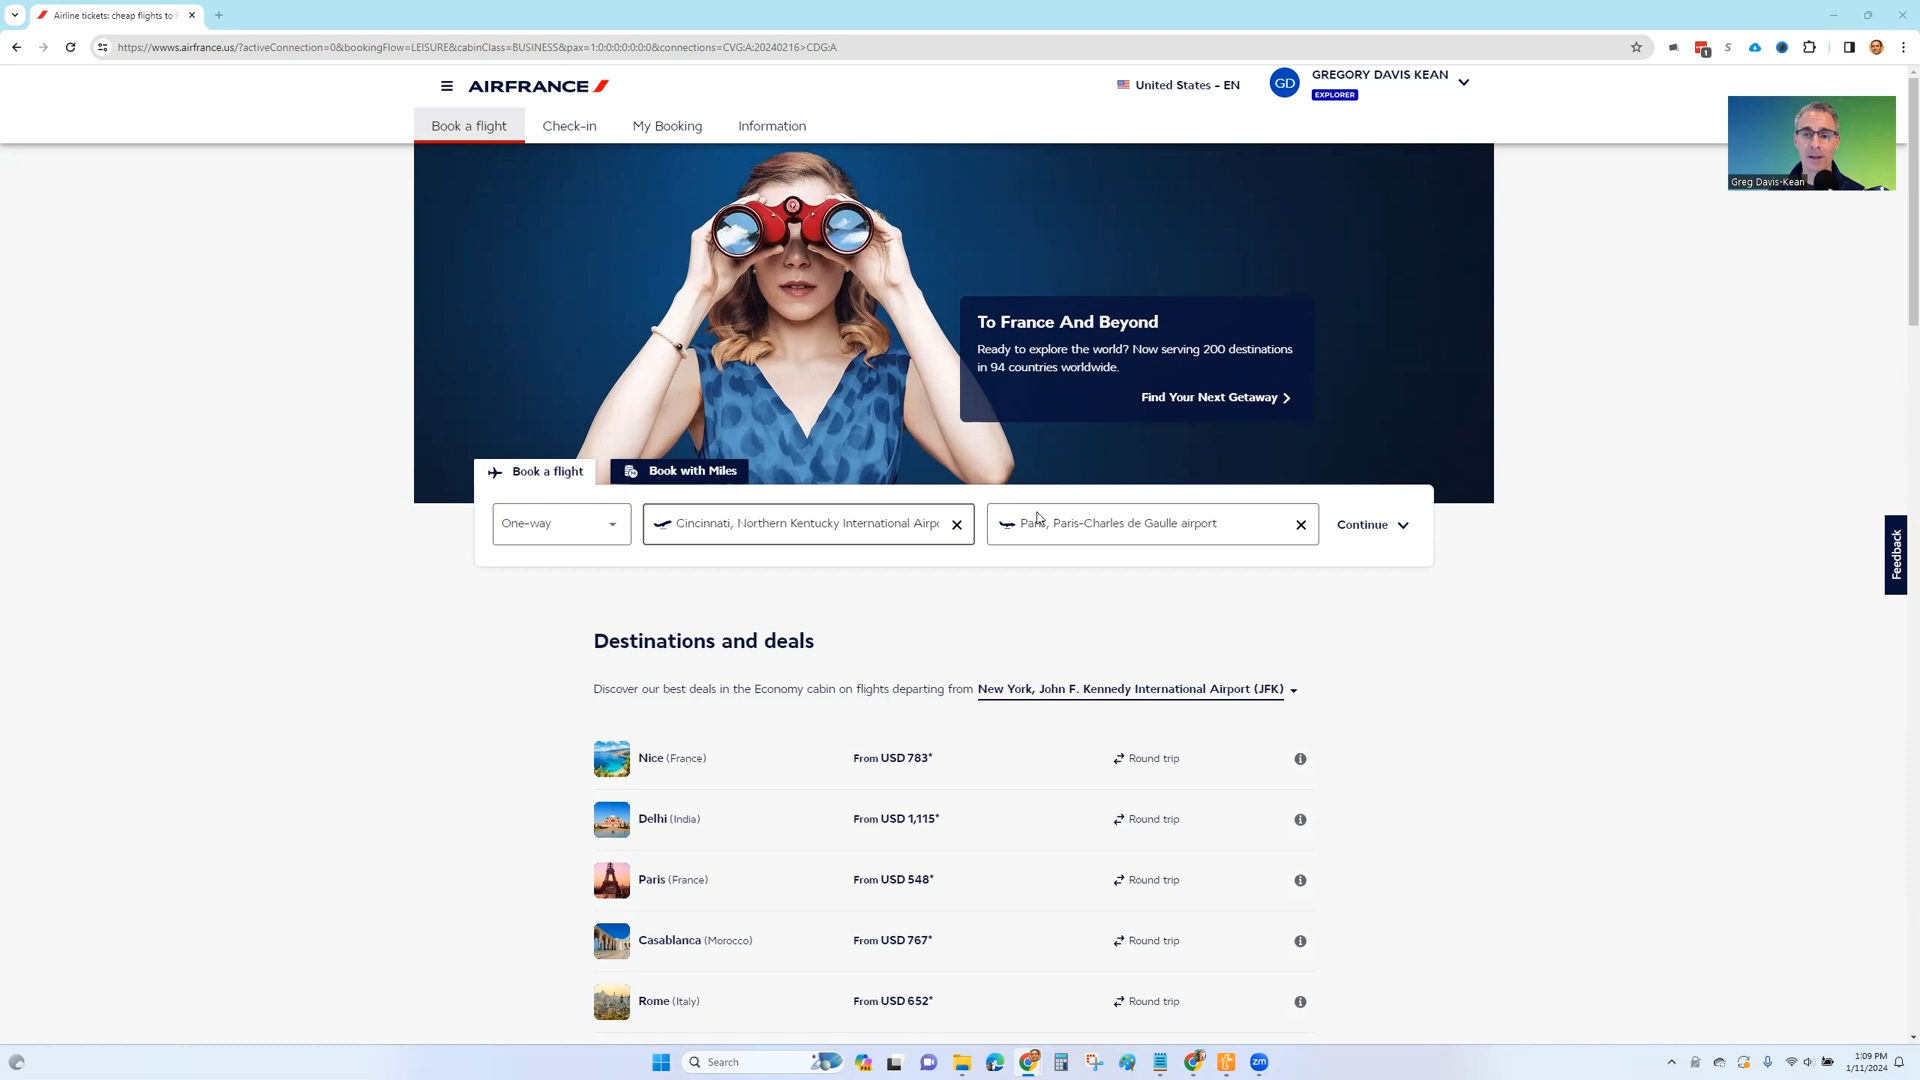 Airline tickets: cheap flights to
https://wwws.airfrance.us/?activeConnection=0&bookingFlow=LEISURE&cabinClass=BUSINESS&pax=1:0:0:0:0:0:0:0&connections=CVG:A:20240216>CDG:A
AIRFRANCE
United States - EN
GD
GREGORY DAVIS KEAN
EXPLORER
Book a flight
Check-in
My Booking
Information
Greg Davis-Kean
To France And Beyond
Ready to explore the world? Now serving 200 destinations
in 94 countries worldwide.
Find Your Next Getaway
Book a flight
Book with Miles
One-way
Cincinnati, Northern Kentucky International Airp
Paris, Paris-Charles de Gaulle airport
Continue
Feedback
Destinations and deals
Discover our best deals in the Economy cabin on flights departing from New York, John F. Kennedy International Airport (JFK)
Nice (France) From USD 783* Round trip
Delhi (India) From USD 1,115* Round trip
Paris (France) From USD 548* Round trip
Casablanca (Morocco) From USD 767* Round trip
Rome (Italy) From USD 652* Round trip
Search
zm
1:09 PM
1/11/2024